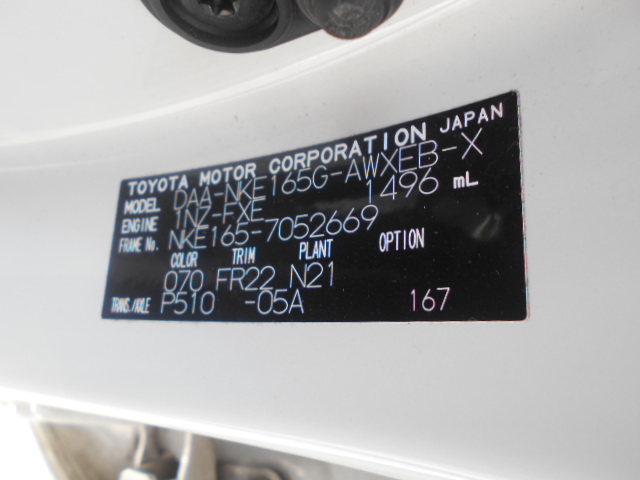 TOYOTA MOTOR CORPORATION JAPAN
MODEL DAA-NKE165G-AWXEB-X
ENGINE 1NZ-FXE 1496 mL
FRAME No. NKE165-7052669
COLOR TRIM PLANT OPTION
070 FR22 N21
TRANS./AXLE P510 -05A 167